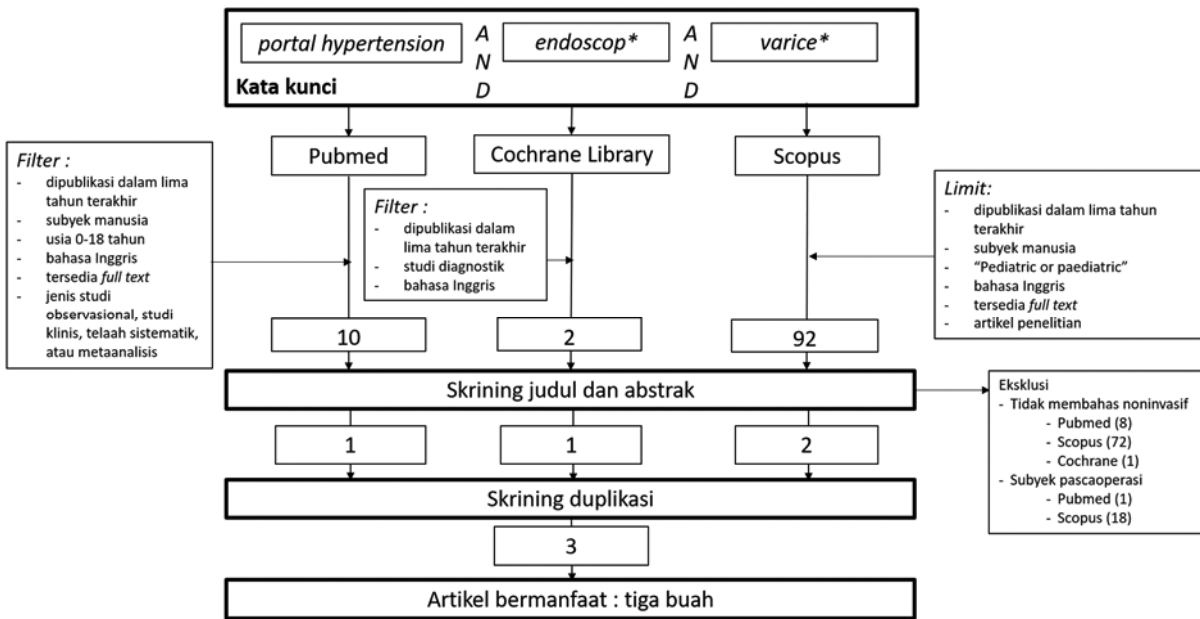 portal hypertension
A
N
D
endoscop*
A
N
D
varice*
Kata kunci
Pubmed
Cochrane Library
Scopus
Filter :
- dipublikasi dalam lima
tahun terakhir
- subyek manusia
- usia 0-18 tahun
- bahasa Inggris
- tersedia full text
- jenis studi
observasional, studi
klinis, telaah sistematik,
atau metaanalisis
Filter :
- dipublikasi dalam
lima tahun terakhir
- studi diagnostik
- bahasa Inggris
Limit:
- dipublikasi dalam lima tahun
terakhir
- subyek manusia
- “Pediatric or paediatric”
- bahasa Inggris
- tersedia full text
- artikel penelitian
10
2
92
Skrining judul dan abstrak
Eksklusi
- Tidak membahas noninvasif
- Pubmed (8)
- Scopus (72)
- Cochrane (1)
- Subyek pascaoperasi
- Pubmed (1)
- Scopus (18)
1
1
2
Skrining duplikasi
3
Artikel bermanfaat : tiga buah